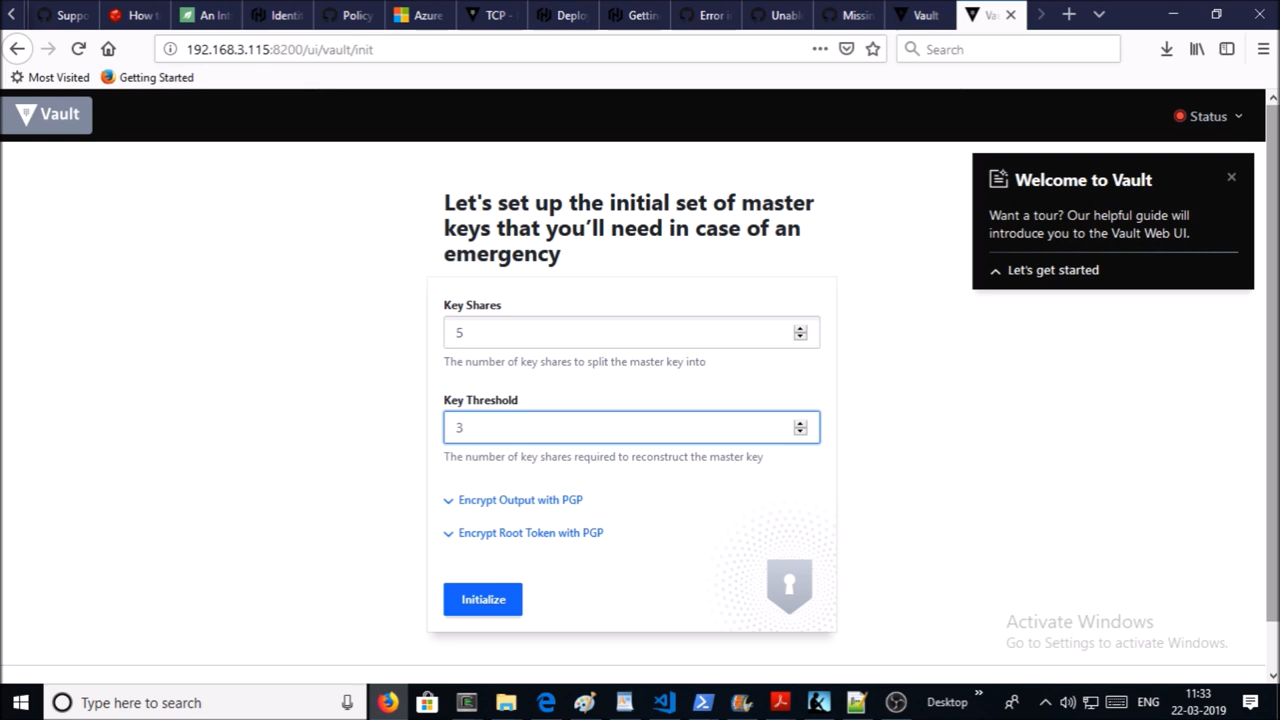 Suppo
How t
An Int
Identi
Policy
Azure
TCP -
Deplo
Gettin
Error i
Unabl
Missin
Vault
Va
192.168.3.115:8200/ui/vault/init
Search
Most Visited
Getting Started
Vault
Status
Welcome to Vault
Want a tour? Our helpful guide will
introduce you to the Vault Web UI.
Let's get started
Let's set up the initial set of master
keys that you’ll need in case of an
emergency
Key Shares
5
The number of key shares to split the master key into
Key Threshold
3
The number of key shares required to reconstruct the master key
Encrypt Output with PGP
Encrypt Root Token with PGP
Initialize
Activate Windows
Go to Settings to activate Windows.
Type here to search
Desktop
ENG
11:33
22-03-2019